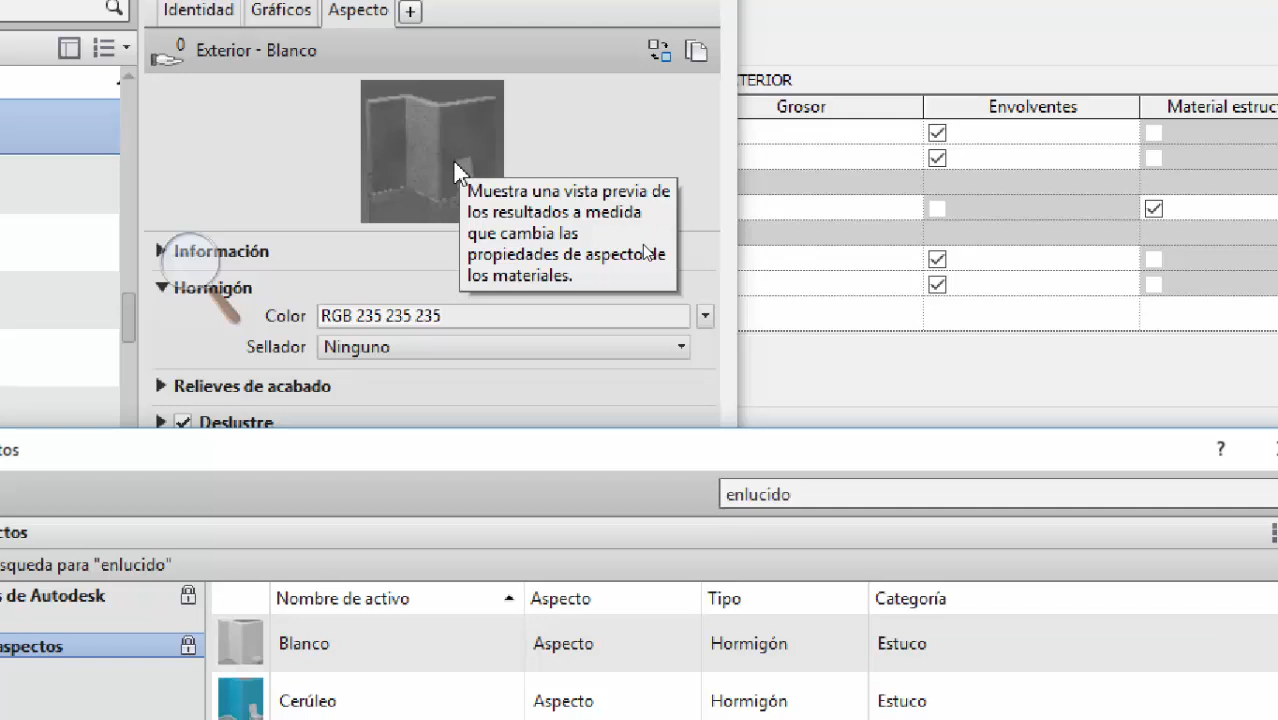 Identidad Gráficos Aspecto +
0 Exterior - Blanco
Muestra una vista previa de
los resultados a medida
que cambia las
propiedades de aspecto de
los materiales.
Información
Hormigón
Color RGB 235 235 235
Sellador Ninguno
Relieves de acabado
Deslustre
TERIOR
Grosor Envolventes Material estruc
tos ?
enlucido
ctos
squeda para "enlucido"
s de Autodesk
aspectos
Nombre de activo Aspecto Tipo Categoría
Blanco Aspecto Hormigón Estuco
Cerúleo Aspecto Hormigón Estuco